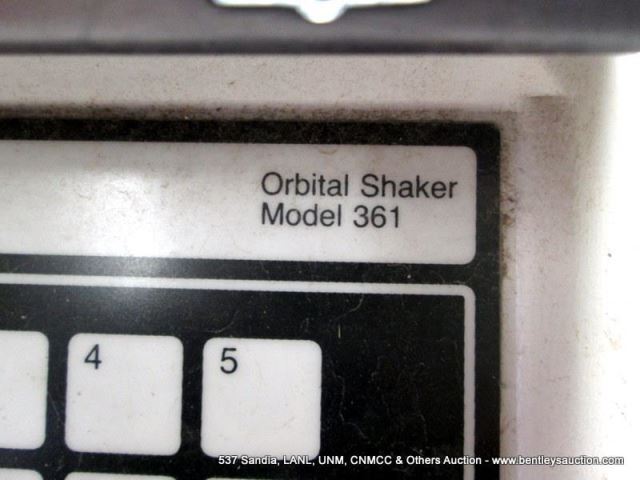 Orbital Shaker
Model 361
4 5
537 Sandia, LANL, UNM, CNMCC & Others Auction - www.bentleysauction.com